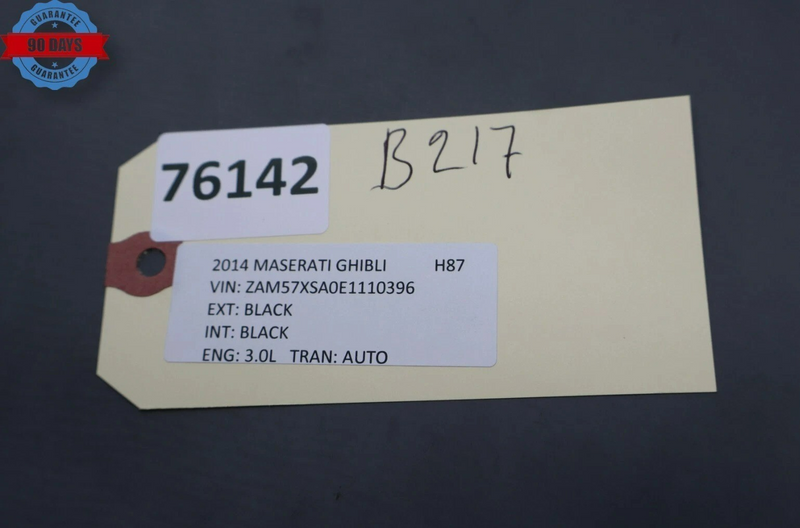 GUARANTEE
90 DAYS
GUARANTEE
76142
B217
2014 MASERATI GHIBLI H87
VIN: ZAM57XSA0E1110396
EXT: BLACK
INT: BLACK
ENG: 3.0L TRAN: AUTO